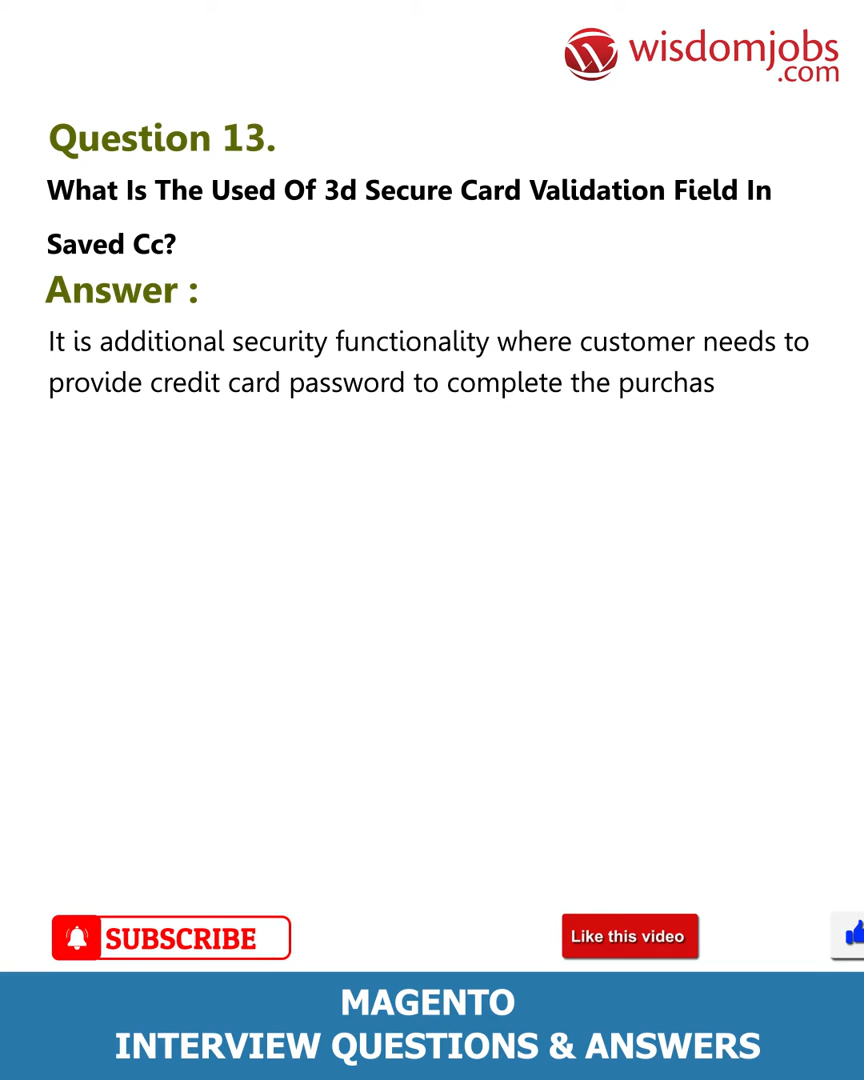 wisdomjobs
.com
Question 13.
What Is The Used Of 3d Secure Card Validation Field In
Saved Cc?
Answer :
It is additional security functionality where customer needs to
provide credit card password to complete the purchas
SUBSCRIBE
Like this video
MAGENTO
INTERVIEW QUESTIONS & ANSWERS